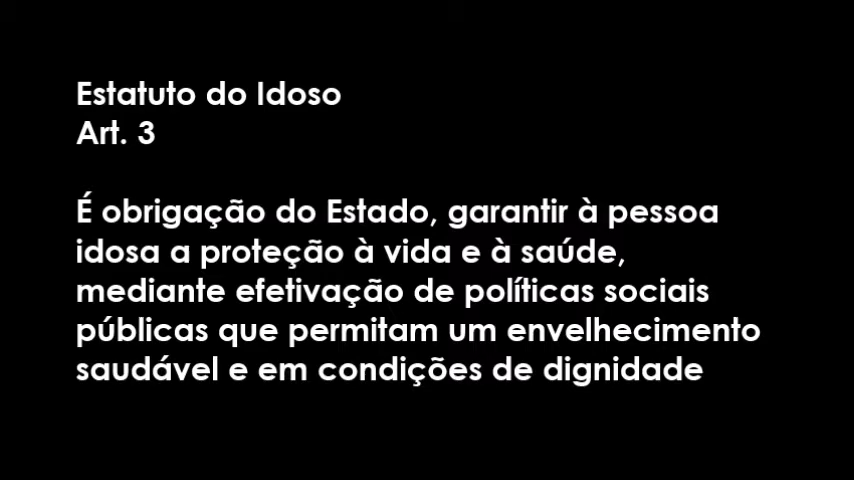 Estatuto do Idoso
Art. 3
É obrigação do Estado, garantir à pessoa
idosa a proteção à vida e à saúde,
mediante efetivação de políticas sociais
públicas que permitam um envelhecimento
saudável e em condições de dignidade